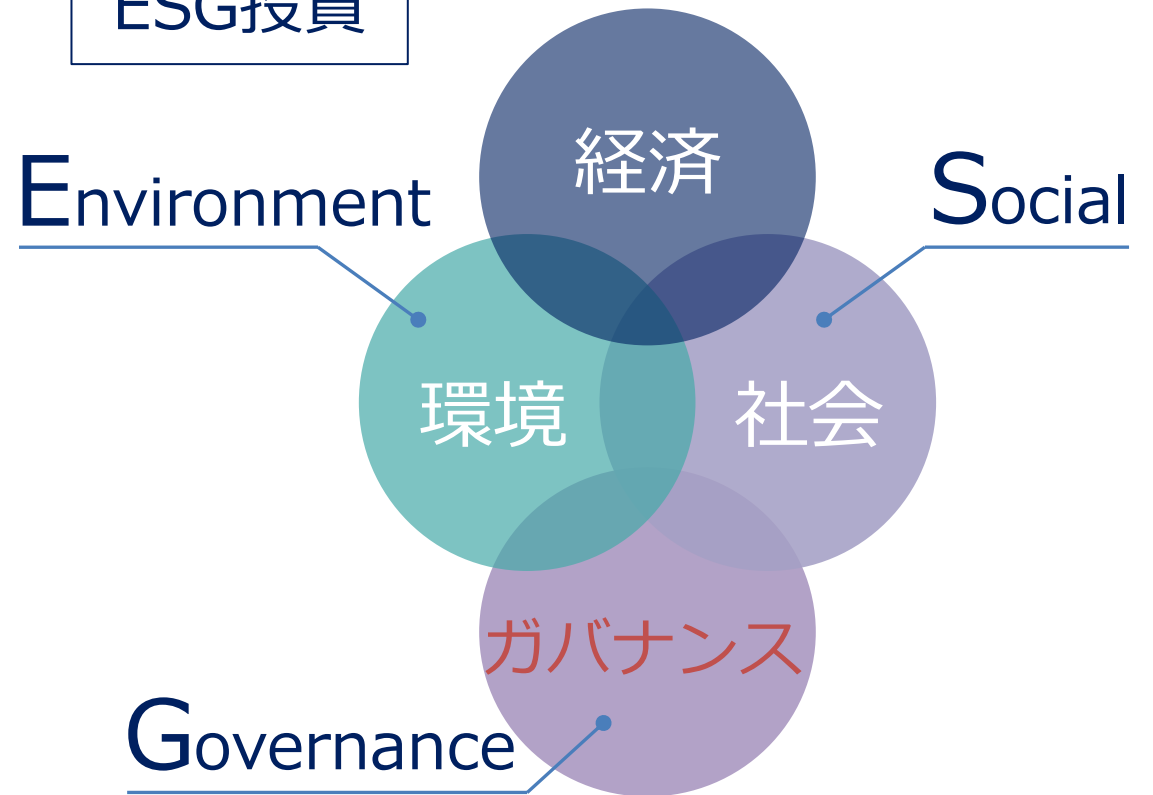 ESG投資
経済
Environment
Social
環境
社会
ガバナンス
Governance